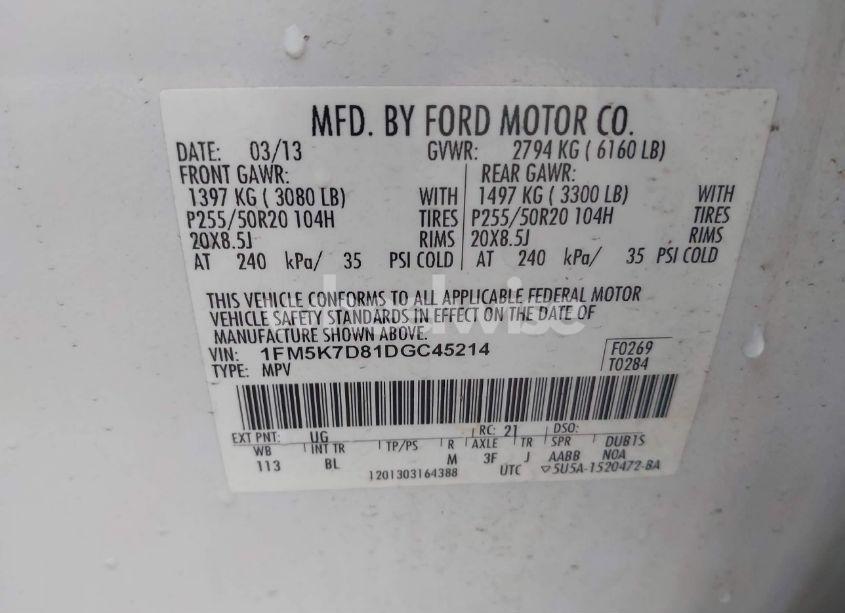 MFD. BY FORD MOTOR CO.
DATE: 03/13 GVWR: 2794 KG ( 6160 LB)
FRONT GAWR: REAR GAWR:
1397 KG ( 3080 LB) WITH 1497 KG ( 3300 LB) WITH
P255/50R20 104H TIRES P255/50R20 104H TIRES
20X8.5J RIMS 20X8.5J RIMS
AT 240 kPa/ 35 PSI COLD AT 240 kPa/ 35 PSI COLD
THIS VEHICLE CONFORMS TO ALL APPLICABLE FEDERAL MOTOR
VEHICLE SAFETY STANDARDS IN EFFECT ON THE DATE OF
MANUFACTURE SHOWN ABOVE.
VIN: 1FM5K7D81DGC45214 F0269
TYPE: MPV T0284
EXT PNT: UG RC: 21 DSO:
WB INT TR TP/PS R AXLE TR SPR DUB1S
113 BL M 3F J AABB N0A
1201303164388 UTC ▽5U5A-1520472-BA